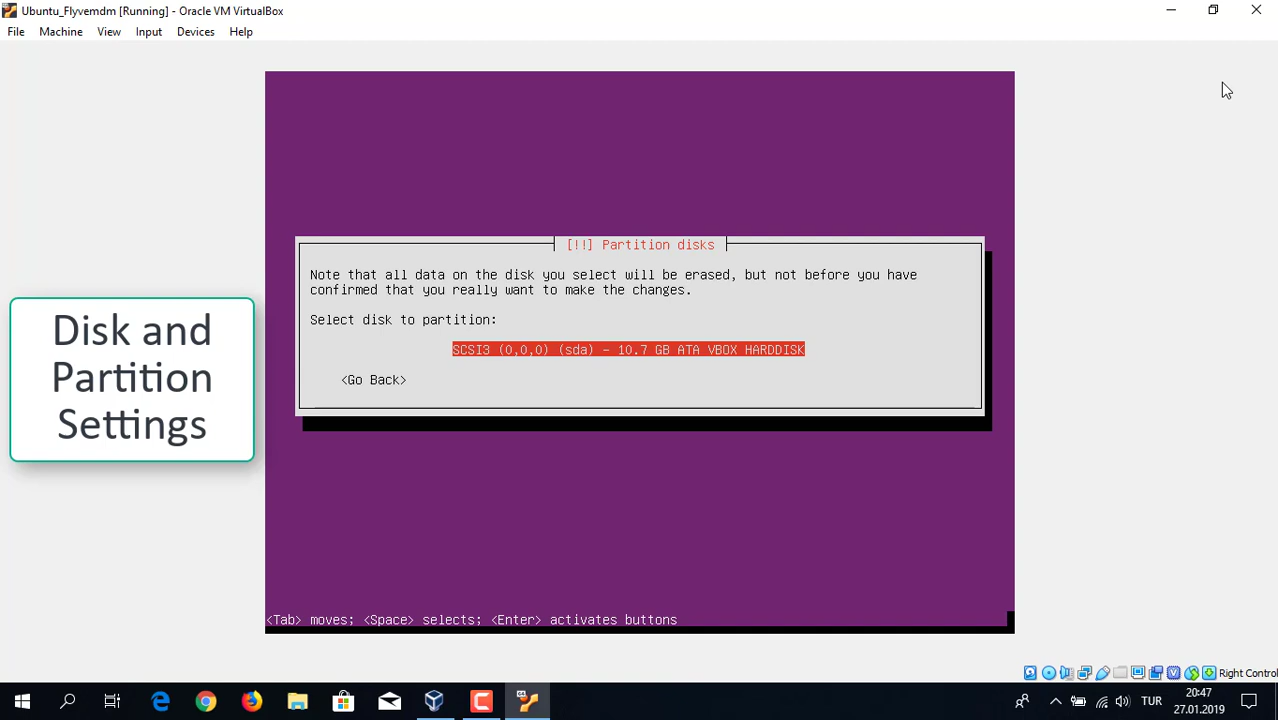 Ubuntu_Flyvemdm [Running] - Oracle VM VirtualBox
File Machine View Input Devices Help
[!!] Partition disks
Note that all data on the disk you select will be erased, but not before you have
confirmed that you really want to make the changes.
Select disk to partition:
SCSI3 (0,0,0) (sda) - 10.7 GB ATA VBOX HARDDISK
<Go Back>
Disk and
Partition
Settings
<Tab> moves; <Space> selects; <Enter> activates buttons
Right Control
TUR
20:47
27.01.2019